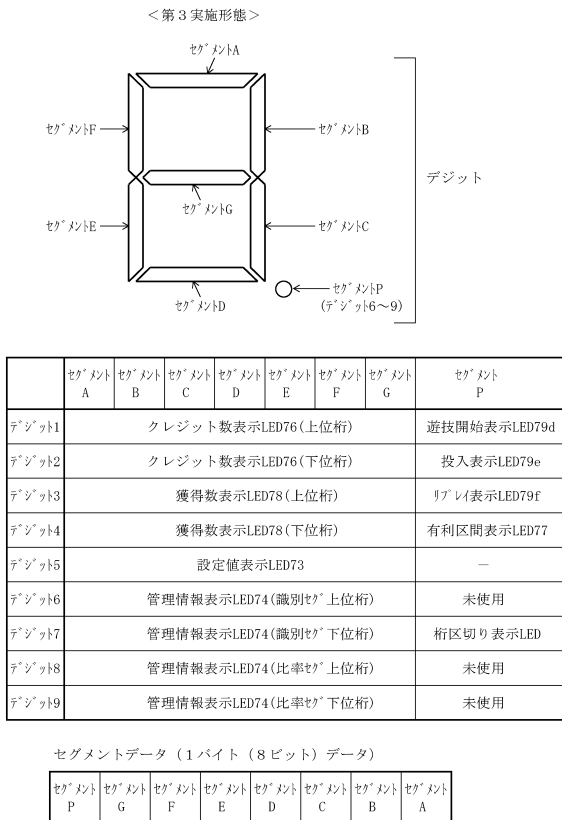 ＜第３実施形態＞
セグメントA
セグメントF
セグメントB
デジット
セグメントG
セグメントE
セグメントC
セグメントP
(デジット6～9)
セグメントD
セグメント A セグメント B セグメント C セグメント D セグメント E セグメント F セグメント G セグメント P
デジット1 クレジット数表示LED76(上位桁) 遊技開始表示LED79d
デジット2 クレジット数表示LED76(下位桁) 投入表示LED79e
デジット3 獲得数表示LED78(上位桁) リプレイ表示LED79f
デジット4 獲得数表示LED78(下位桁) 有利区間表示LED77
デジット5 設定値表示LED73 －
デジット6 管理情報表示LED74(識別セグ上位桁) 未使用
デジット7 管理情報表示LED74(識別セグ下位桁) 桁区切り表示LED
デジット8 管理情報表示LED74(比率セグ上位桁) 未使用
デジット9 管理情報表示LED74(比率セグ下位桁) 未使用
セグメントデータ（１バイト（８ビット）データ）
セグメント P セグメント G セグメント F セグメント E セグメント D セグメント C セグメント B セグメント A